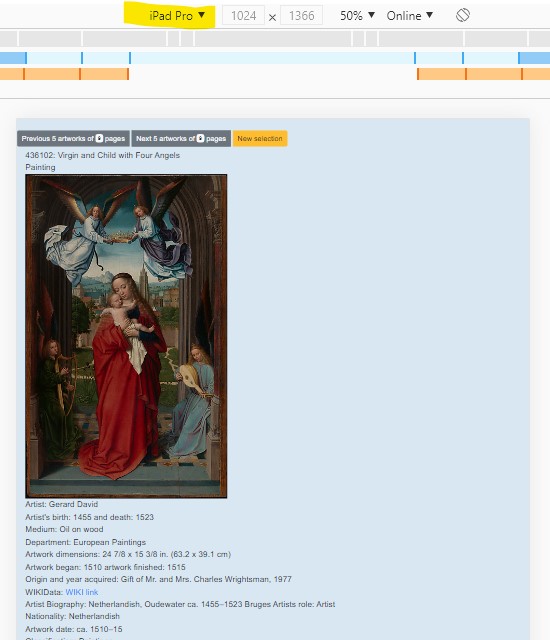 iPad Pro ▼ 1024 × 1366 50% ▼ Online ▼
Previous 5 artworks of pages Next 5 artworks of pages New selection
436102: Virgin and Child with Four Angels
Painting
Artist: Gerard David
Artist's birth: 1455 and death: 1523
Medium: Oil on wood
Department: European Paintings
Artwork dimensions: 24 7/8 x 15 3/8 in. (63.2 x 39.1 cm)
Artwork began: 1510 artwork finished: 1515
Origin and year acquired: Gift of Mr. and Mrs. Charles Wrightsman, 1977
WIKIData: WIKI link
Artist Biography: Netherlandish, Oudewater ca. 1455–1523 Bruges Artists role: Artist
Nationality: Netherlandish
Artwork date: ca. 1510–15